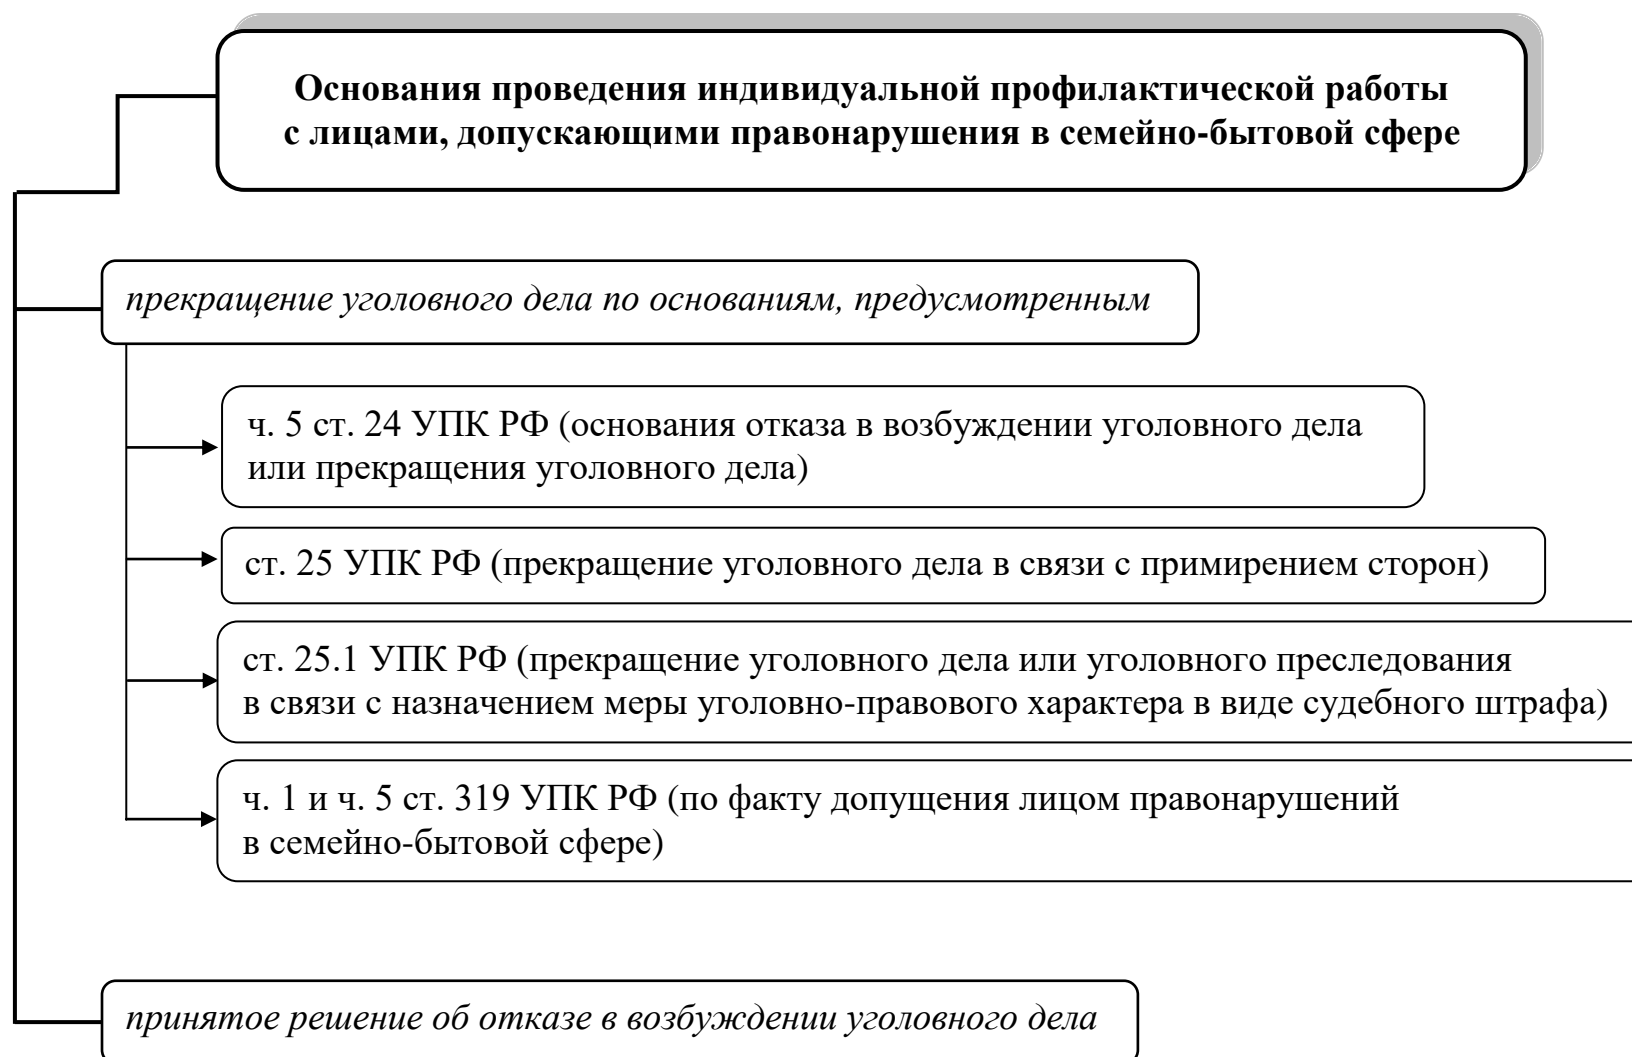 Основания проведения индивидуальной профилактической работы
с лицами, допускающими правонарушения в семейно-бытовой сфере
прекращение уголовного дела по основаниям, предусмотренным
ч. 5 ст. 24 УПК РФ (основания отказа в возбуждении уголовного дела
или прекращения уголовного дела)
ст. 25 УПК РФ (прекращение уголовного дела в связи с примирением сторон)
ст. 25.1 УПК РФ (прекращение уголовного дела или уголовного преследования
в связи с назначением меры уголовно-правового характера в виде судебного штрафа)
ч. 1 и ч. 5 ст. 319 УПК РФ (по факту допущения лицом правонарушений
в семейно-бытовой сфере)
принятое решение об отказе в возбуждении уголовного дела